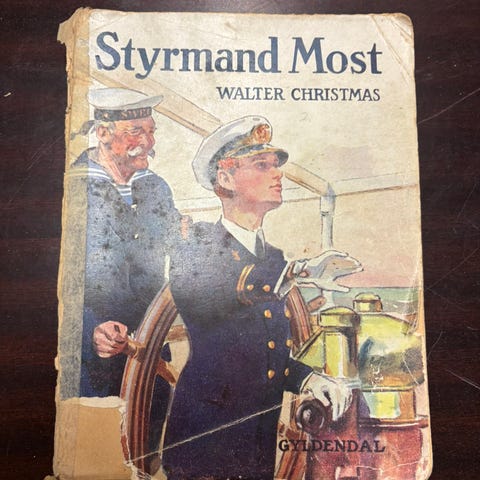 Styrmand Most
WALTER CHRISTMAS
GYLDENDAL